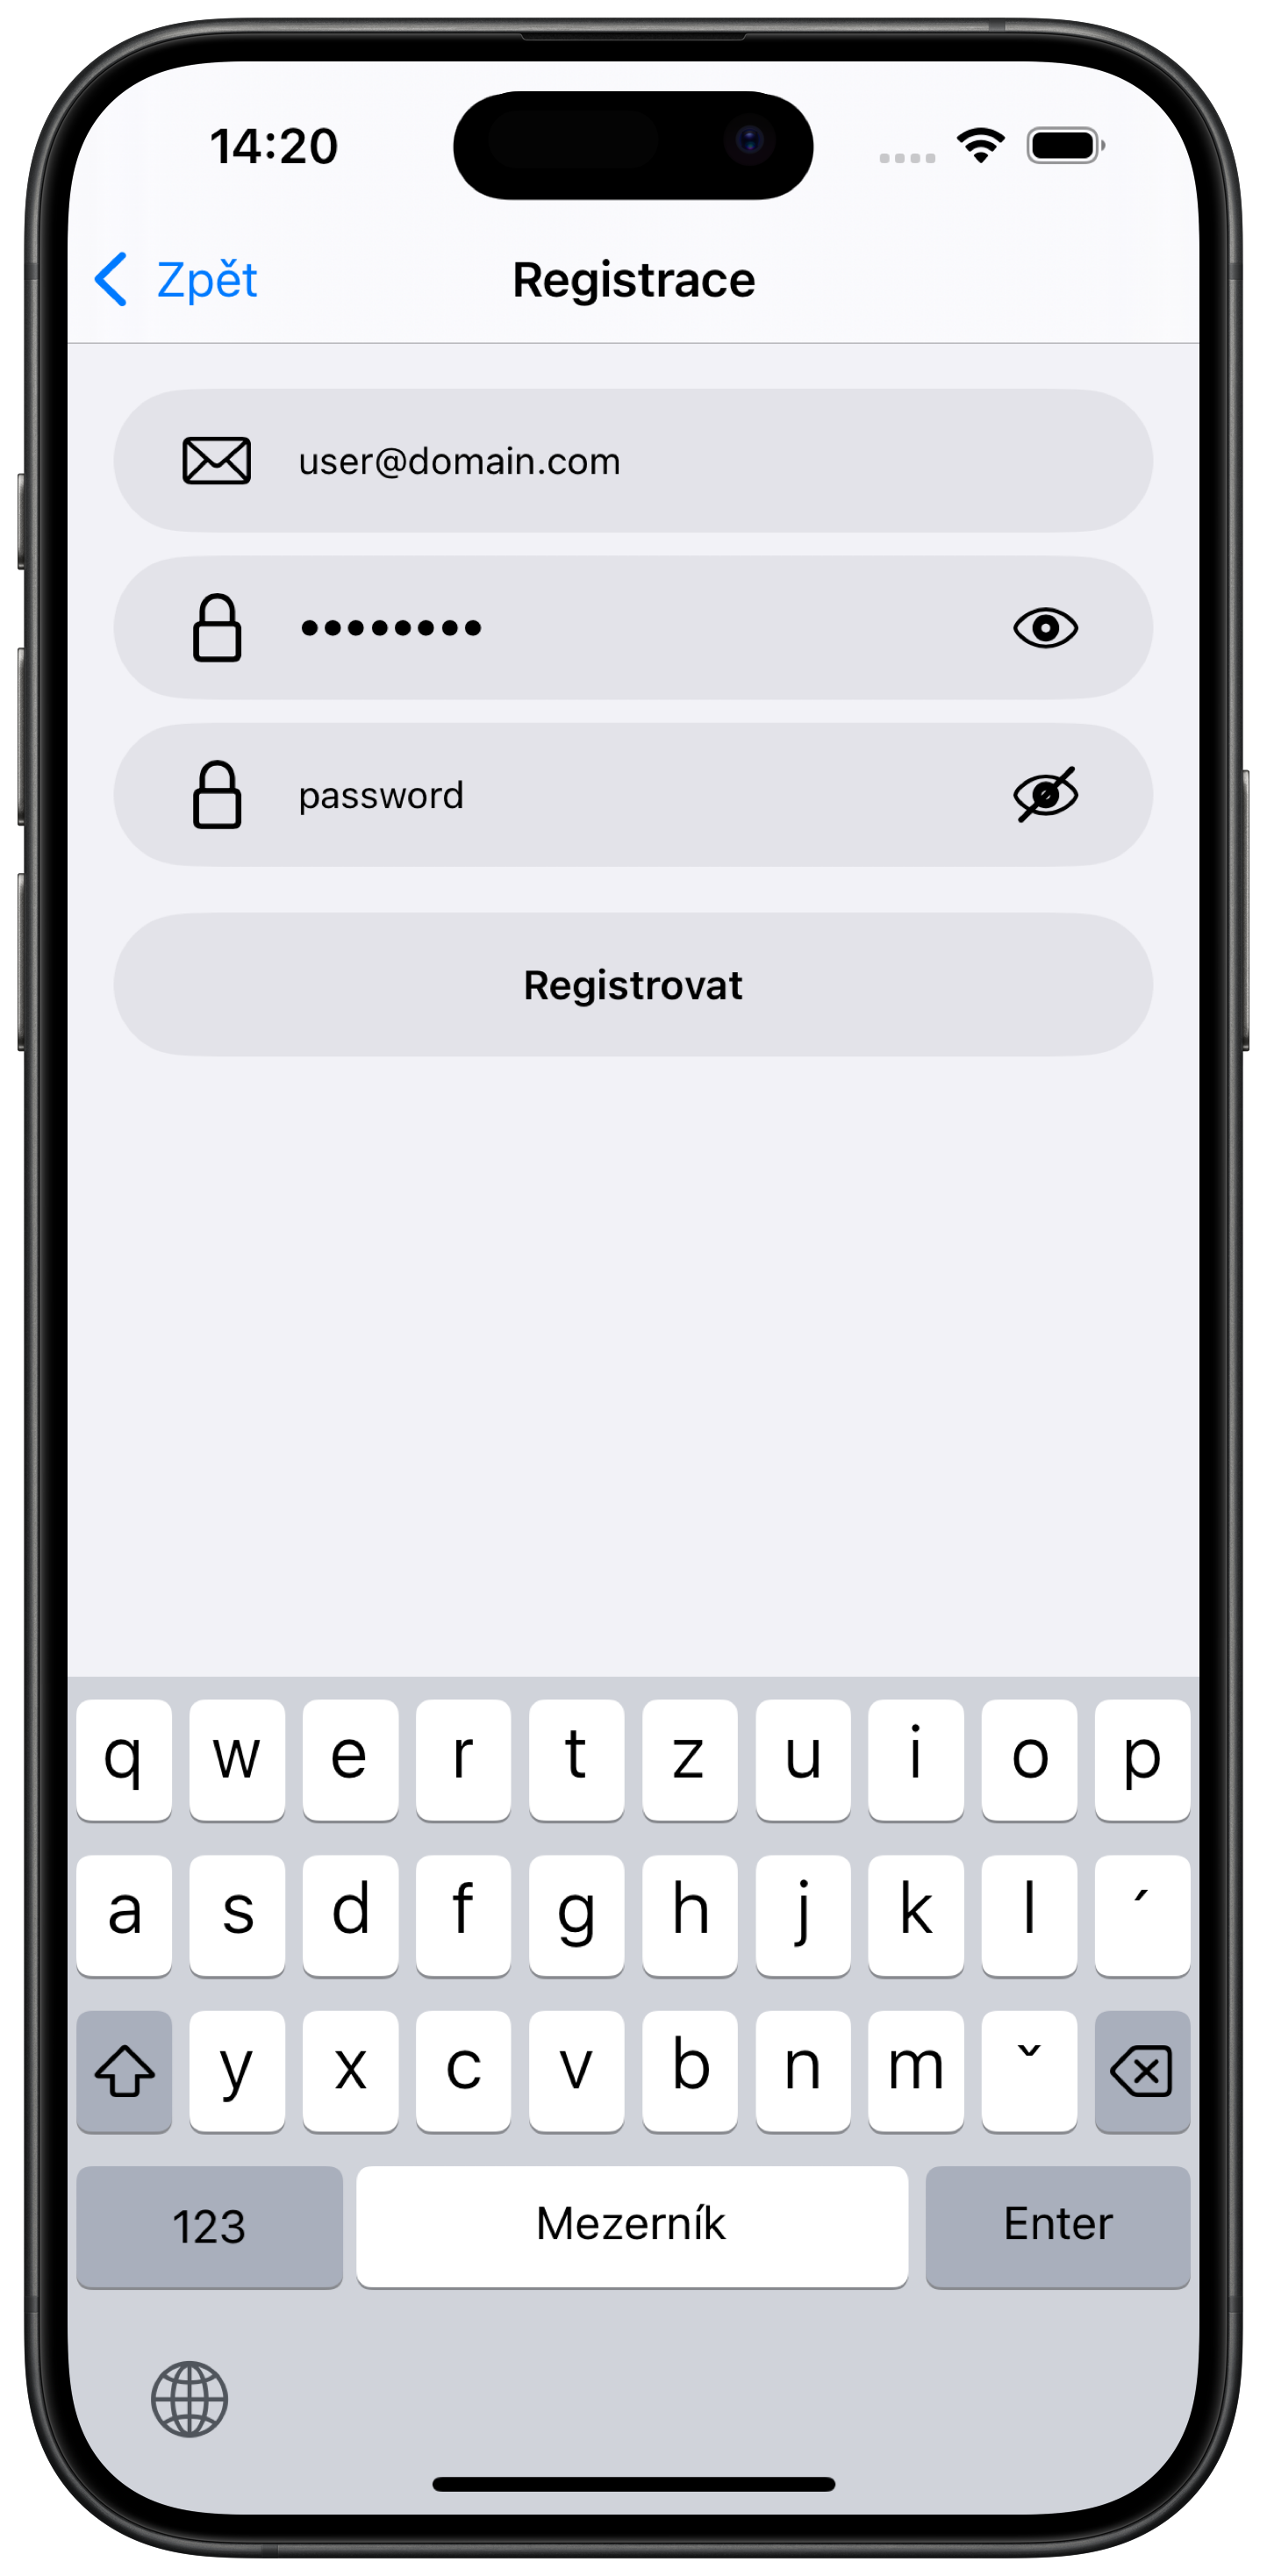 14:20
Zpět
Registrace
user@domain.com
••••••••
password
Registrovat
q w e r t z u i o p
a s d f g h j k l ´
y x c v b n m ˇ
123 Mezerník Enter